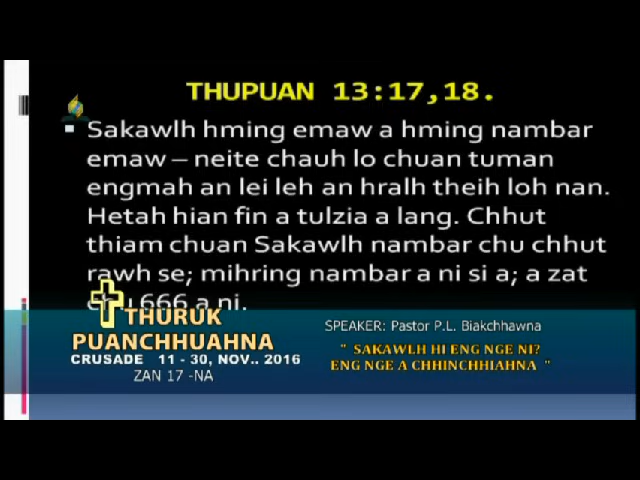 THUPUAN 13:17,18.
Sakawlh hming emaw a hming nambar
emaw – neite chauh lo chuan tuman
engmah an lei leh an hralh theih loh nan.
Hetah hian fin a tulzia a lang. Chhut
thiam chuan Sakawlh nambar chu chhut
rawh se; mihring nambar a ni si a; a zat
chu 666 a ni.
THURUK
PUANCHHUAHNA
CRUSADE 11 - 30, NOV.. 2016
ZAN 17 -NA
SPEAKER: Pastor P.L. Biakchhawna
" SAKAWLH HI ENG NGE NI?
ENG NGE A CHHINCHHIAHNA "